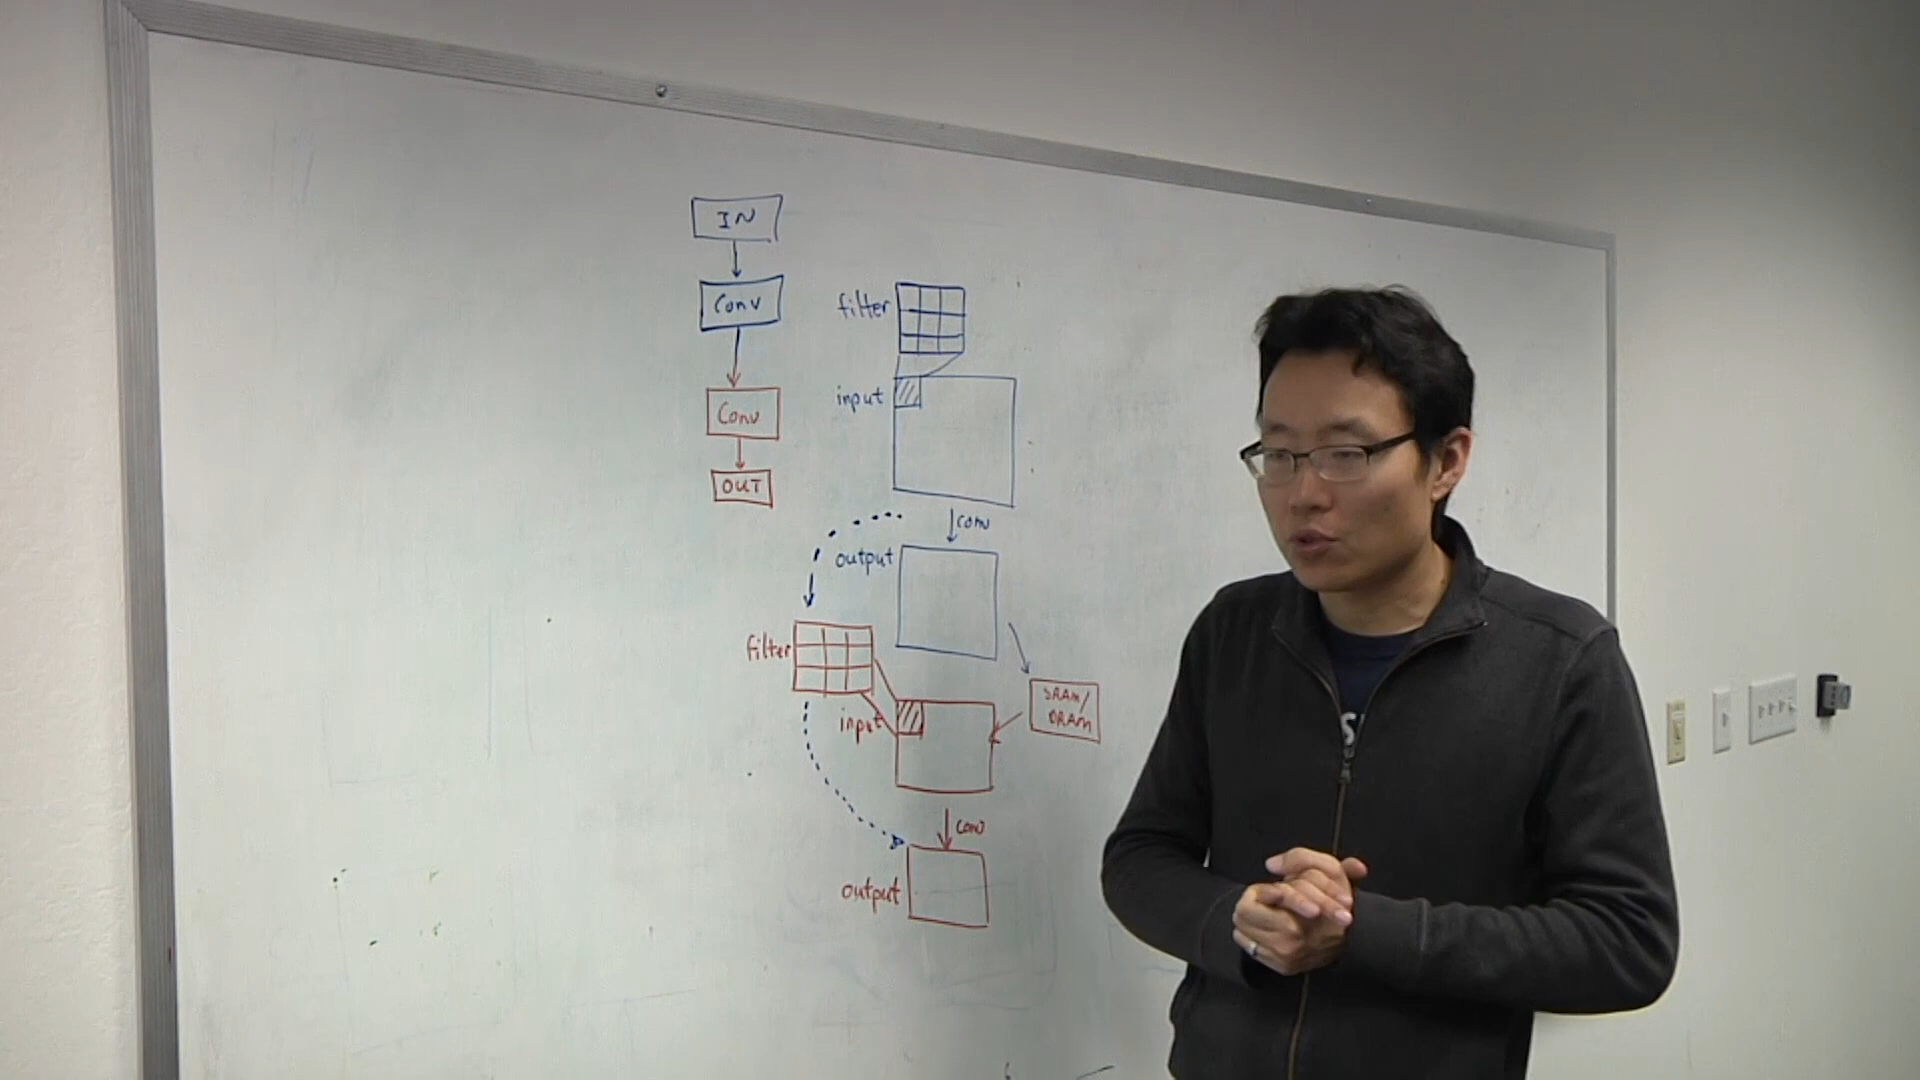 IN
Conv
Conv
OUT
filter
input
conv
output
filter
input
SRAM/
DRAM
conv
output
S